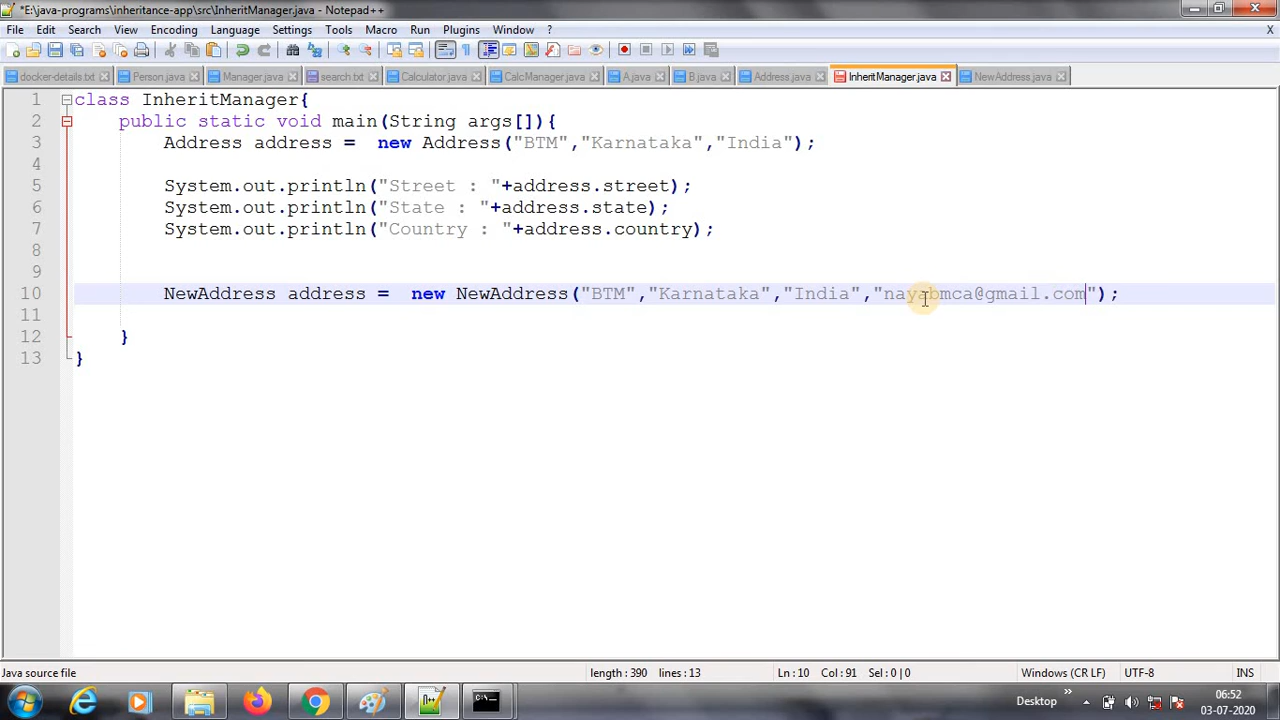 *E:\java-programs\inheritance-app\src\InheritManager.java - Notepad++
File Edit Search View Encoding Language Settings Tools Macro Run Plugins Window ? X
docker-details.txt Person.java Manager.java search.txt Calculator.java CalcManager.java A.java B.java Address.java InheritManager.java NewAddress.java
1 class InheritManager{
2 public static void main(String args[]){
3 Address address = new Address("BTM","Karnataka","India");
4
5 System.out.println("Street : "+address.street);
6 System.out.println("State : "+address.state);
7 System.out.println("Country : "+address.country);
8
9
10 NewAddress address = new NewAddress("BTM","Karnataka","India","nayabmca@gmail.com");
11
12 }
13 }
Java source file length : 390 lines : 13 Ln : 10 Col : 91 Sel : 0 | 0 Windows (CR LF) UTF-8 INS
Desktop » 06:52
03-07-2020